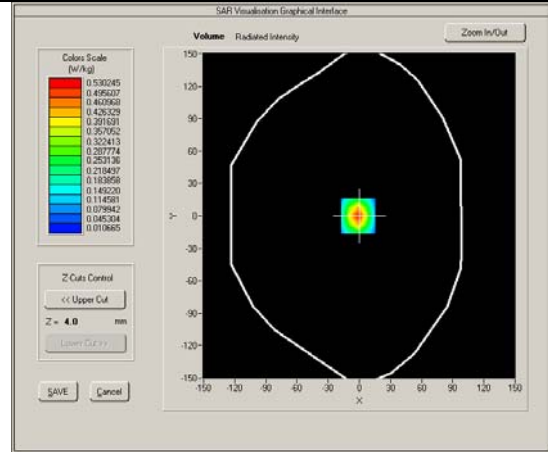 SAR Visualisation Graphical Interface
Volume Radiated Intensity
Zoom In/Out
Colors Scale
(W/kg)
0.530245
0.495607
0.460968
0.426329
0.391691
0.357052
0.322413
0.287774
0.253136
0.218497
0.183858
0.149220
0.114581
0.079942
0.045304
0.010665
150-
120-
90-
60-
30-
Y
0-
-30-
-60-
-90-
-120-
-150-
-150 -120 -90 -60 -30 0 30 60 90 120 150
X
Z-Cuts Control
<< Upper Cut
Z = 4.0 mm
Lower Cut >>
SAVE
Cancel